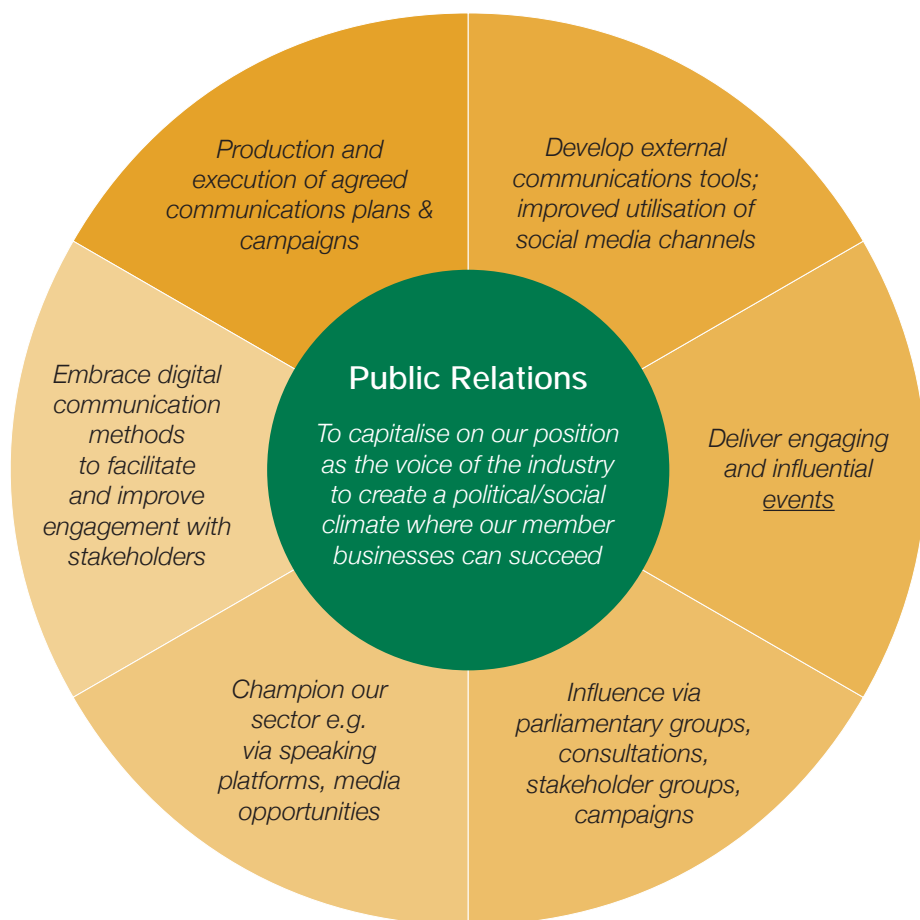 Production and
execution of agreed
communications plans &
campaigns
Develop external
communications tools;
improved utilisation of
social media channels
Deliver engaging
and influential
events
Influence via
parliamentary groups,
consultations,
stakeholder groups,
campaigns
Champion our
sector e.g.
via speaking
platforms, media
opportunities
Embrace digital
communication
methods
to facilitate
and improve
engagement with
stakeholders
Public Relations
To capitalise on our position
as the voice of the industry
to create a political/social
climate where our member
businesses can succeed